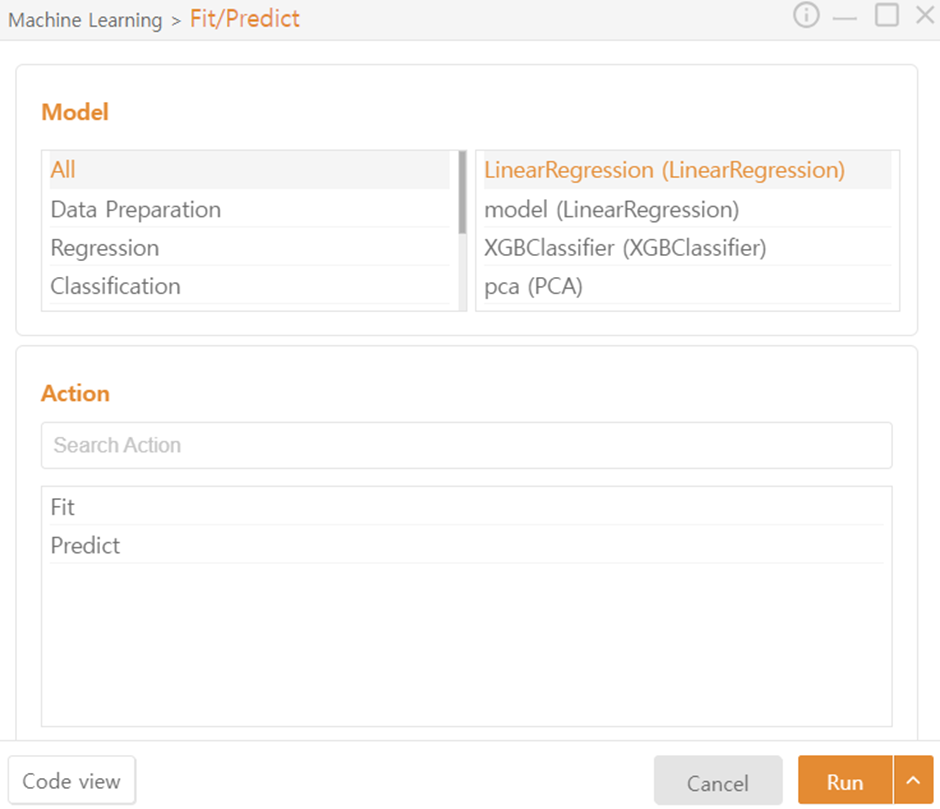 Machine Learning > Fit/Predict
Model
All
Data Preparation
Regression
Classification
LinearRegression (LinearRegression)
model (LinearRegression)
XGBClassifier (XGBClassifier)
pca (PCA)
Action
Search Action
Fit
Predict
Code view
Cancel
Run